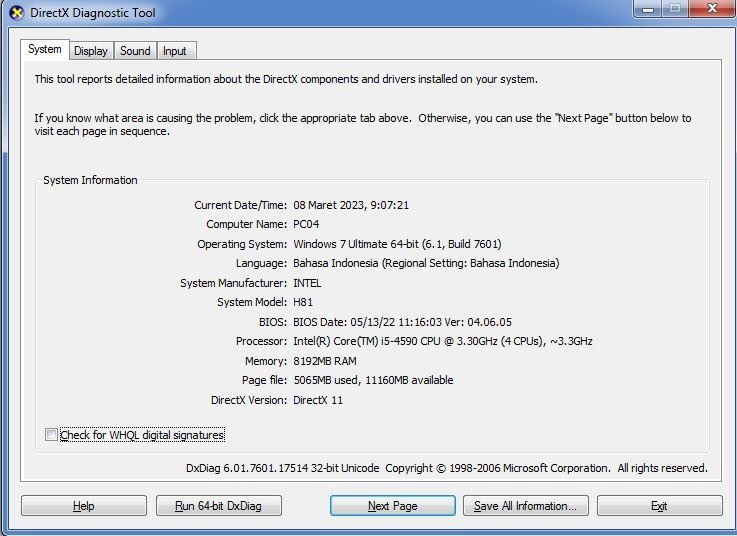 DirectX Diagnostic Tool
System Display Sound Input
This tool reports detailed information about the DirectX components and drivers installed on your system.
If you know what area is causing the problem, click the appropriate tab above.  Otherwise, you can use the "Next Page" button below to
visit each page in sequence.
System Information
Current Date/Time: 08 Maret 2023, 9:07:21
Computer Name: PC04
Operating System: Windows 7 Ultimate 64-bit (6.1, Build 7601)
Language: Bahasa Indonesia (Regional Setting: Bahasa Indonesia)
System Manufacturer: INTEL
System Model: H81
BIOS: BIOS Date: 05/13/22 11:16:03 Ver: 04.06.05
Processor: Intel(R) Core(TM) i5-4590 CPU @ 3.30GHz (4 CPUs), ~3.3GHz
Memory: 8192MB RAM
Page file: 5065MB used, 11160MB available
DirectX Version: DirectX 11
Check for WHQL digital signatures
DxDiag 6.01.7601.17514 32-bit Unicode  Copyright © 1998-2006 Microsoft Corporation.  All rights reserved.
Help Run 64-bit DxDiag Next Page Save All Information... Exit